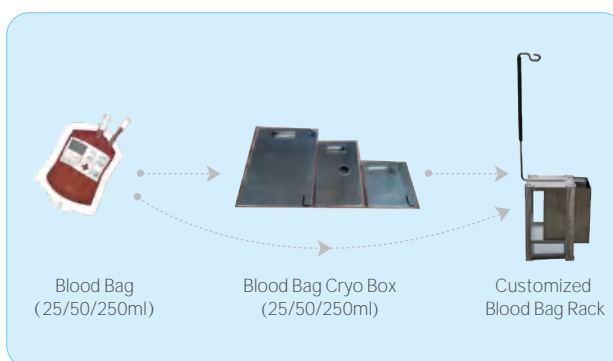 Blood Bag
(25/50/250ml)
Blood Bag Cryo Box
(25/50/250ml)
Customized
Blood Bag Rack